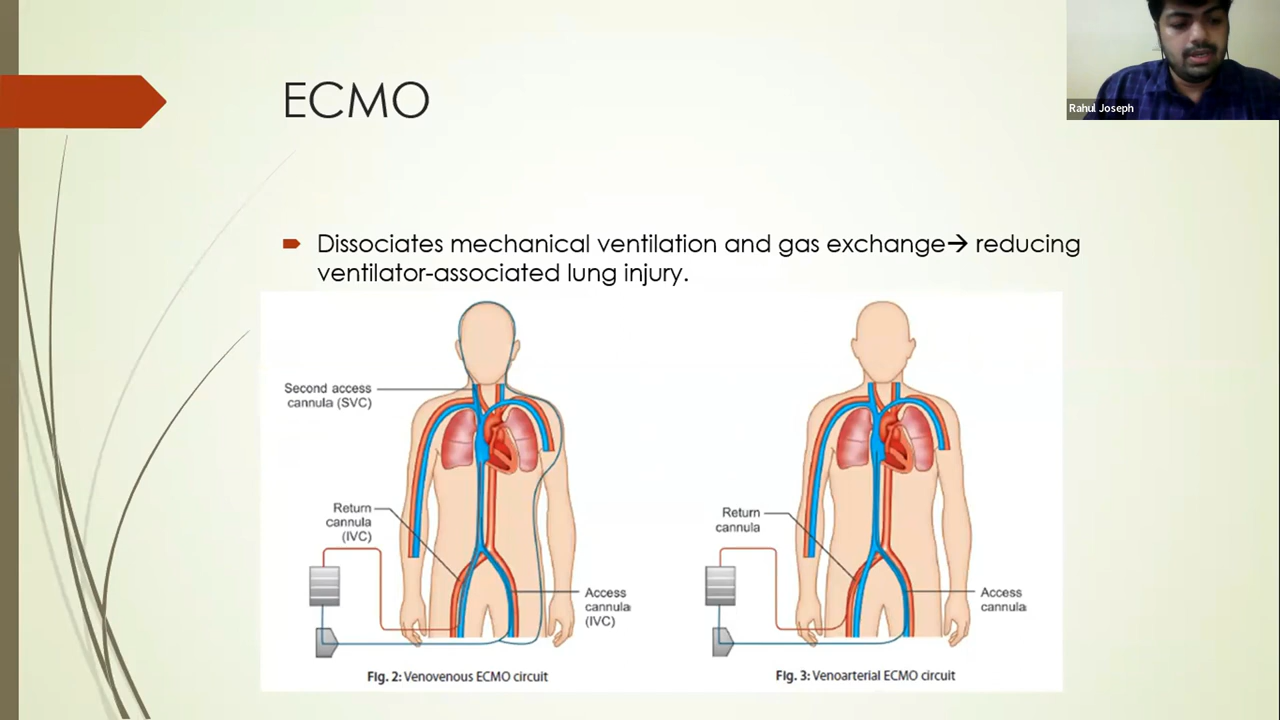 ECMO
Rahul Joseph
Dissociates mechanical ventilation and gas exchange→ reducing
ventilator-associated lung injury.
Second access
cannula (SVC)
Return
cannula
(IVC)
Access
cannula
(IVC)
Fig. 2: Venovenous ECMO circuit
Return
cannula
Access
cannula
Fig. 3: Venoarterial ECMO circuit